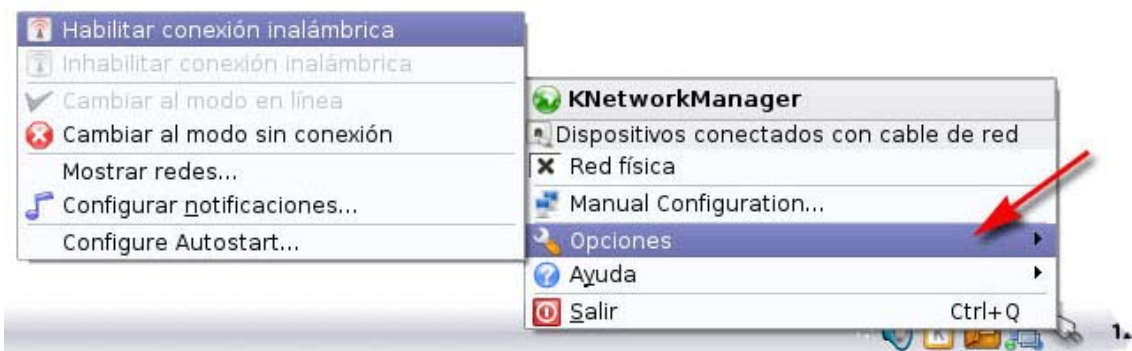 Habilitar conexión inalámbrica
Inhabilitar conexión inalámbrica
Cambiar al modo en línea
Cambiar al modo sin conexión
Mostrar redes...
Configurar notificaciones...
Configure Autostart...
KNetworkManager
Dispositivos conectados con cable de red
Red física
Manual Configuration...
Opciones
Ayuda
Salir Ctrl+Q
K
1.